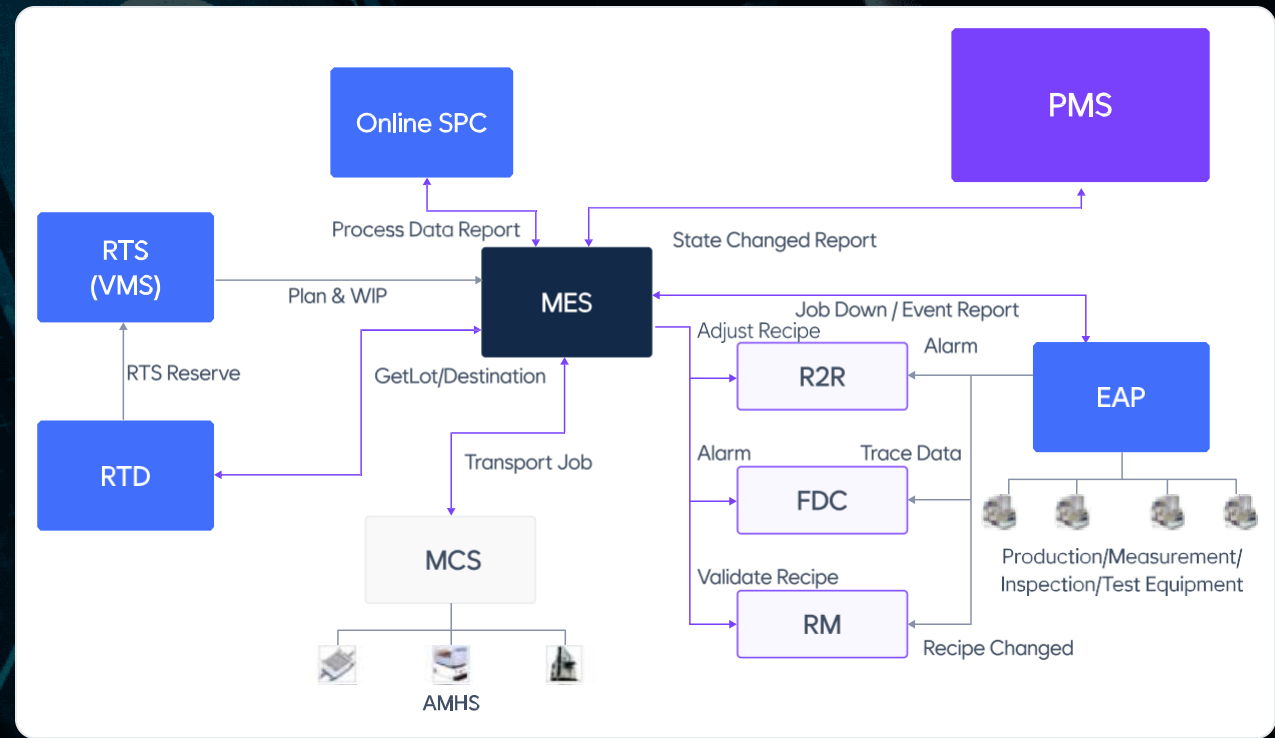 PMS
Online SPC
Process Data Report
State Changed Report
RTS
(VMS)
Plan & WIP
MES
Job Down / Event Report
Adjust Recipe
Alarm
R2R
EAP
RTS Reserve
GetLot/Destination
RTD
Transport Job
Alarm
Trace Data
FDC
MCS
Production/Measurement/
Inspection/Test Equipment
Validate Recipe
RM
Recipe Changed
AMHS